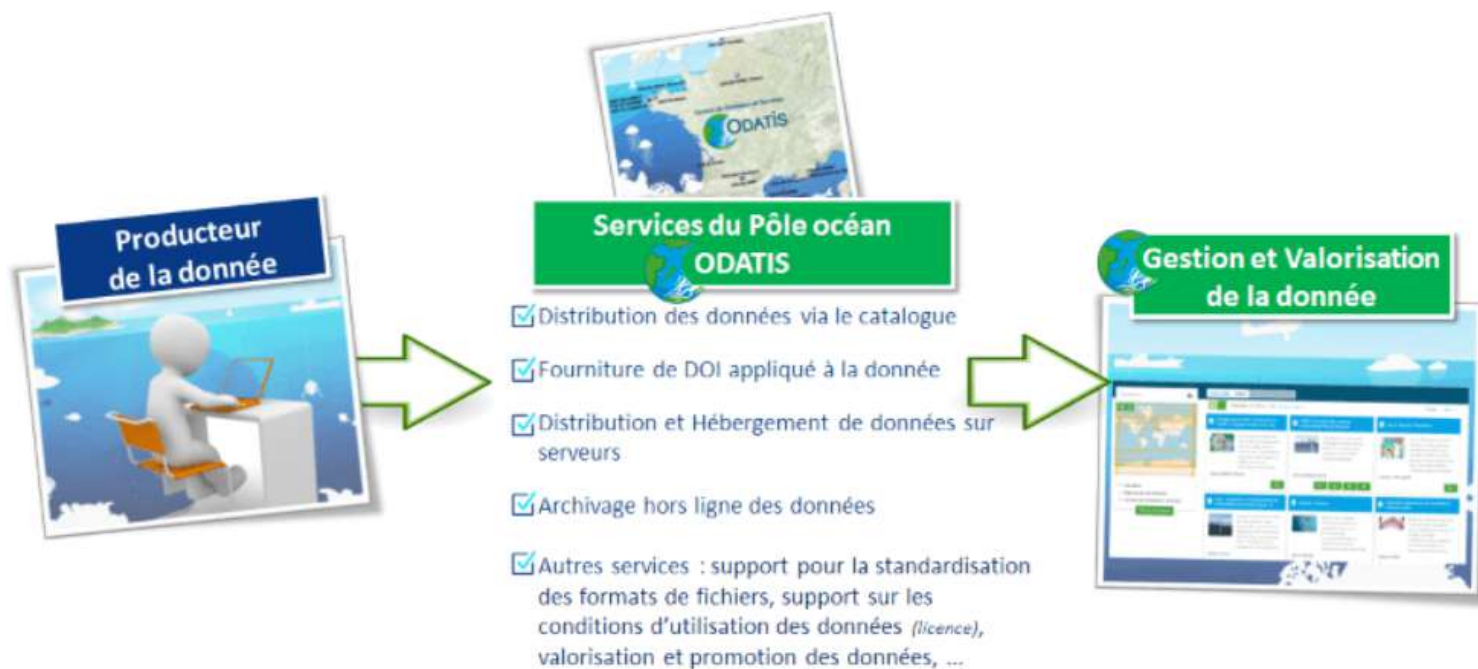 ODATIS
Producteur
de la donnée
Services du Pôle océan
ODATIS
Distribution des données via le catalogue
Fourniture de DOI appliqué à la donnée
Distribution et Hébergement de données sur
serveurs
Archivage hors ligne des données
Autres services : support pour la standardisation
des formats de fichiers, support sur les
conditions d'utilisation des données (licence),
valorisation et promotion des données, ...
Gestion et Valorisation
de la donnée